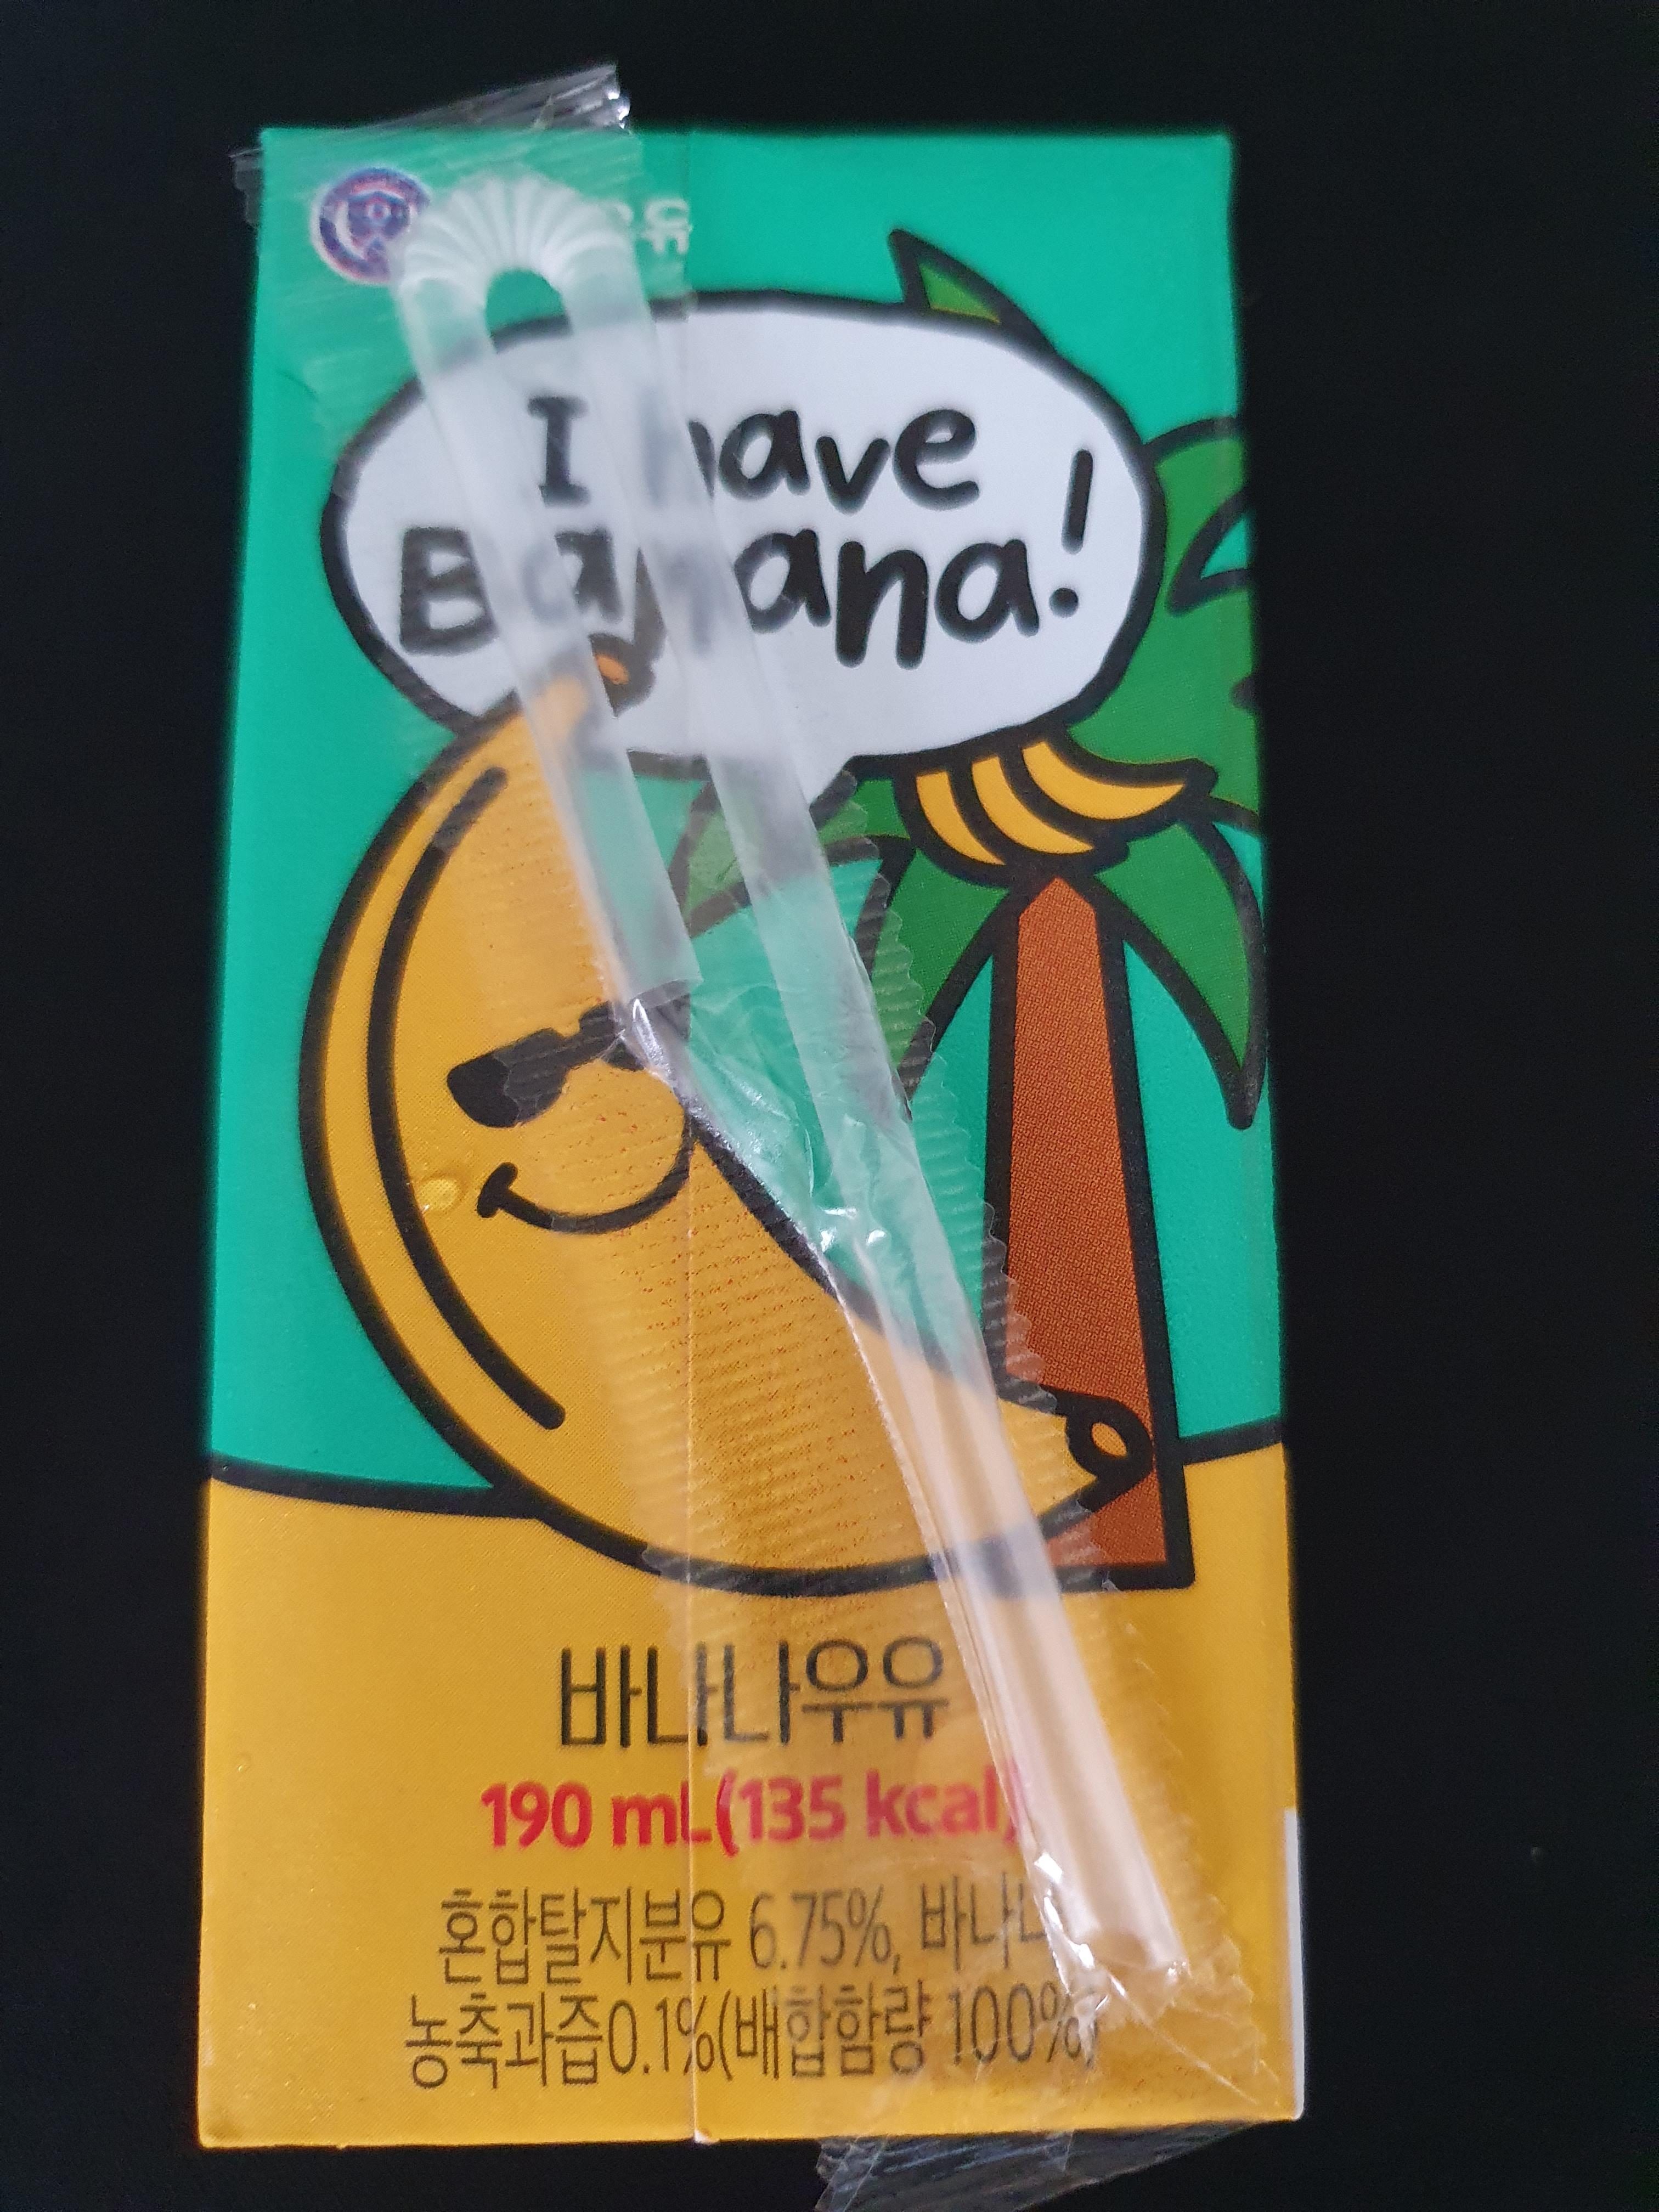 I have
Banana!
바나나우유
190 mL(135 kcal)
혼합탈지분유 6.75%, 바나나
농축과즙0.1%(배합함량 100%)